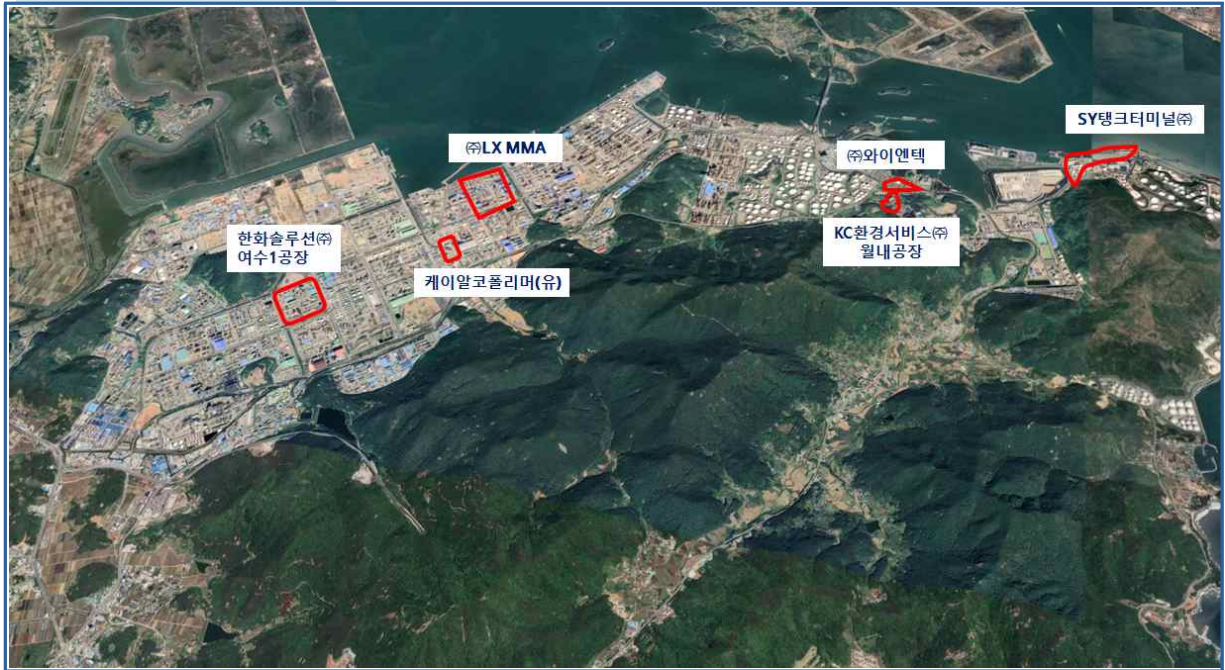 SY탱크터미널㈜
㈜LX MMA
㈜와이엔텍
한화솔루션㈜
여수1공장
KC환경서비스㈜
월내공장
케이알코폴리머(유)